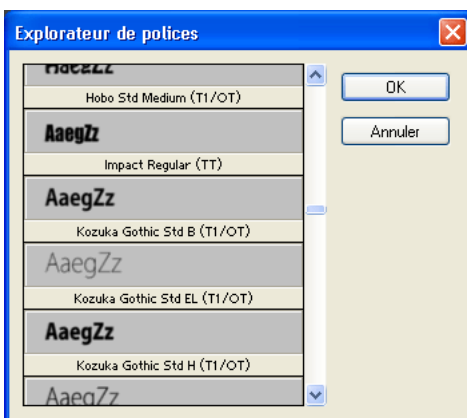 Explorateur de polices
HaegZz
Hobo Std Medium (T1/OT)
AaegZz
Impact Regular (TT)
AaegZz
Kozuka Gothic Std B (T1/OT)
AaegZz
Kozuka Gothic Std EL (T1/OT)
AaegZz
Kozuka Gothic Std H (T1/OT)
AaegZz
OK
Annuler